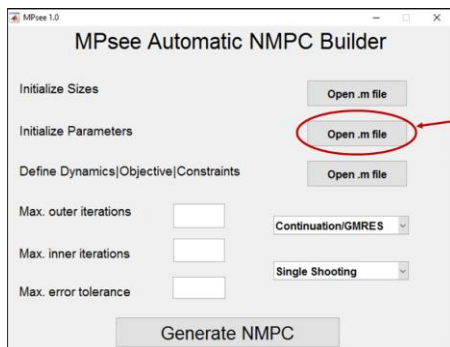 MPsee 1.0
MPsee Automatic NMPC Builder
Initialize Sizes
Open .m file
Initialize Parameters
Open .m file
Define Dynamics|Objective|Constraints
Open .m file
Max. outer iterations
Continuation/GMRES
Max. inner iterations
Single Shooting
Max. error tolerance
Generate NMPC